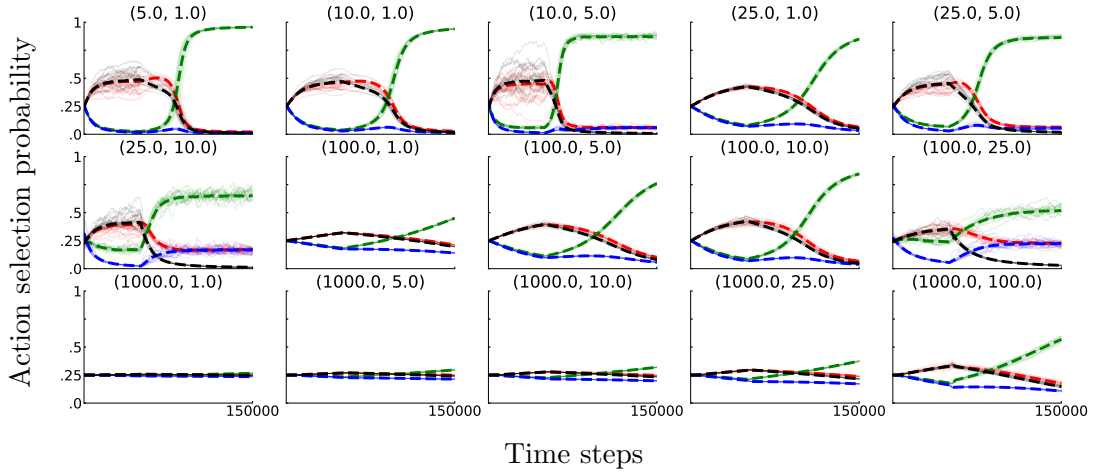 Action selection probability
(5.0, 1.0) (10.0, 1.0) (10.0, 5.0) (25.0, 1.0) (25.0, 5.0)
1
.5
.25
.0
(25.0, 10.0) (100.0, 1.0) (100.0, 5.0) (100.0, 10.0) (100.0, 25.0)
1
.5
.25
.0
(1000.0, 1.0) (1000.0, 5.0) (1000.0, 10.0) (1000.0, 25.0) (1000.0, 100.0)
1
.5
.25
.0
150000 150000 150000 150000 150000
Time steps